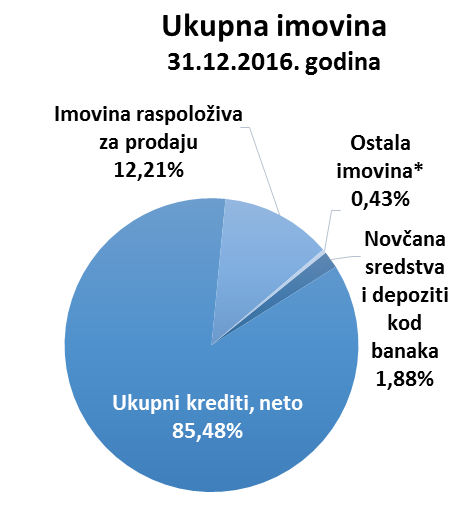 Ukupna imovina
31.12.2016. godina
Imovina raspoloživa
za prodaju
12,21%
Ostala
imovina*
0,43%
Novčana
sredstva
i depoziti
kod
banaka
1,88%
Ukupni krediti, neto
85,48%